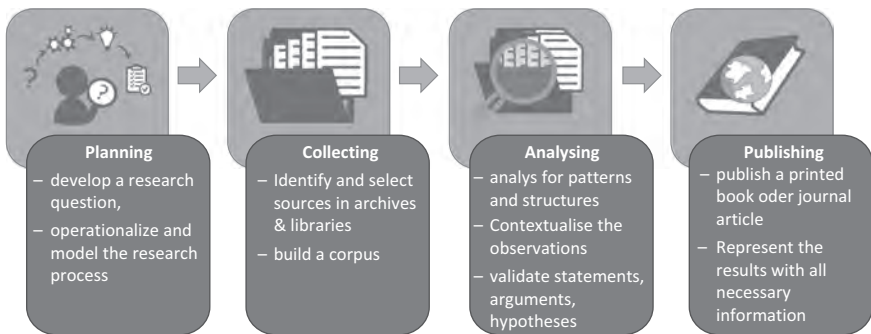 Planning
– develop a research
question,
– operationalize and
model the research
process
Collecting
– Identify and select
sources in archives
& libraries
– build a corpus
Analysing
– analys for patterns
and structures
– Contextualise the
observations
– validate statements,
arguments,
hypotheses
Publishing
– publish a printed
book oder journal
article
– Represent the
results with all
necessary
information